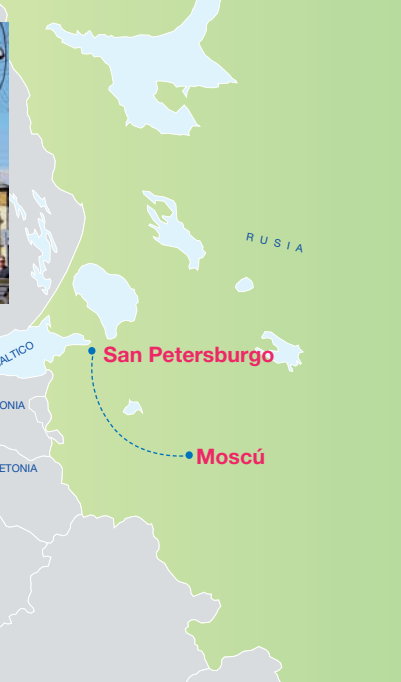 RUSIA
ALTICO
San Petersburgo
ONIA
Moscú
ETONIA